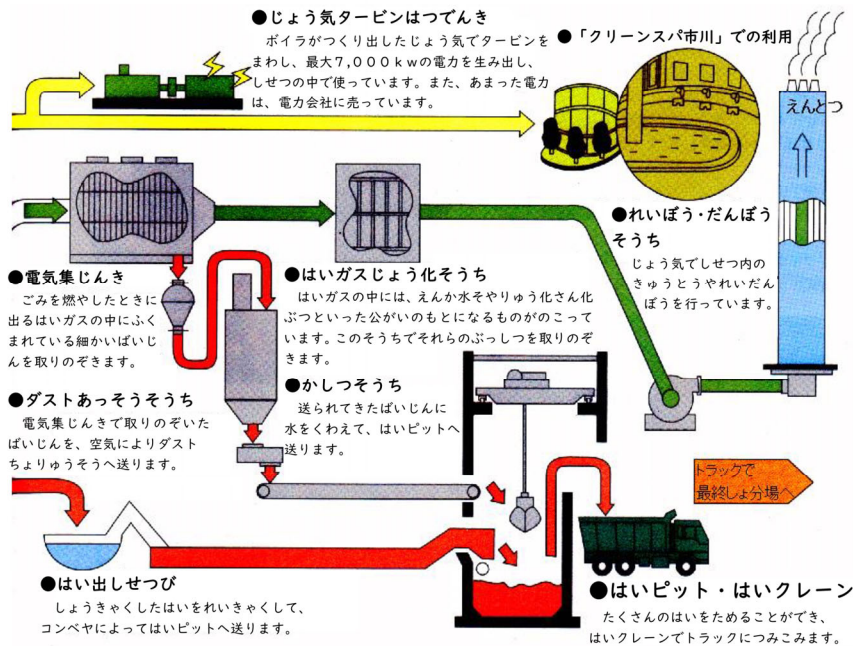 ●じょう気タービンはつでんき
ボイラがつくり出したじょう気でタービンを
まわし、最大7,000kwの電力を生み出し、
しせつの中で使っています。また、あまった電力
は、電力会社に売っています。
●「クリーンスパ市川」での利用
えんとつ
●れいぼう・だんぼう
そうち
じょう気でしせつ内の
きゅうとうやれいだん
ぼうを行っています。
●電気集じんき
ごみを燃やしたときに
出るはいガスの中にふく
まれている細かいばいじ
んを取りのぞきます。
●はいガスじょう化そうち
はいガスの中には、えんか水そやりゅう化さん化
ぶつといった公がいのもとになるものがのこって
います。このそうちでそれらのぶっしつを取りのぞ
きます。
●ダストあっそうそうち
電気集じんきで取りのぞいた
ばいじんを、空気によりダスト
ちょりゅうそうへ送ります。
●かしつそうち
送られてきたばいじんに
水をくわえて、はいピットへ
送ります。
トラックで
最終しょ分場へ
●はい出しせつび
しょうきゃくしたはいをれいきゃくして、
コンベヤによってはいピットへ送ります。
●はいピット・はいクレーン
たくさんのはいをためることができ、
はいクレーンでトラックにつみこみます。